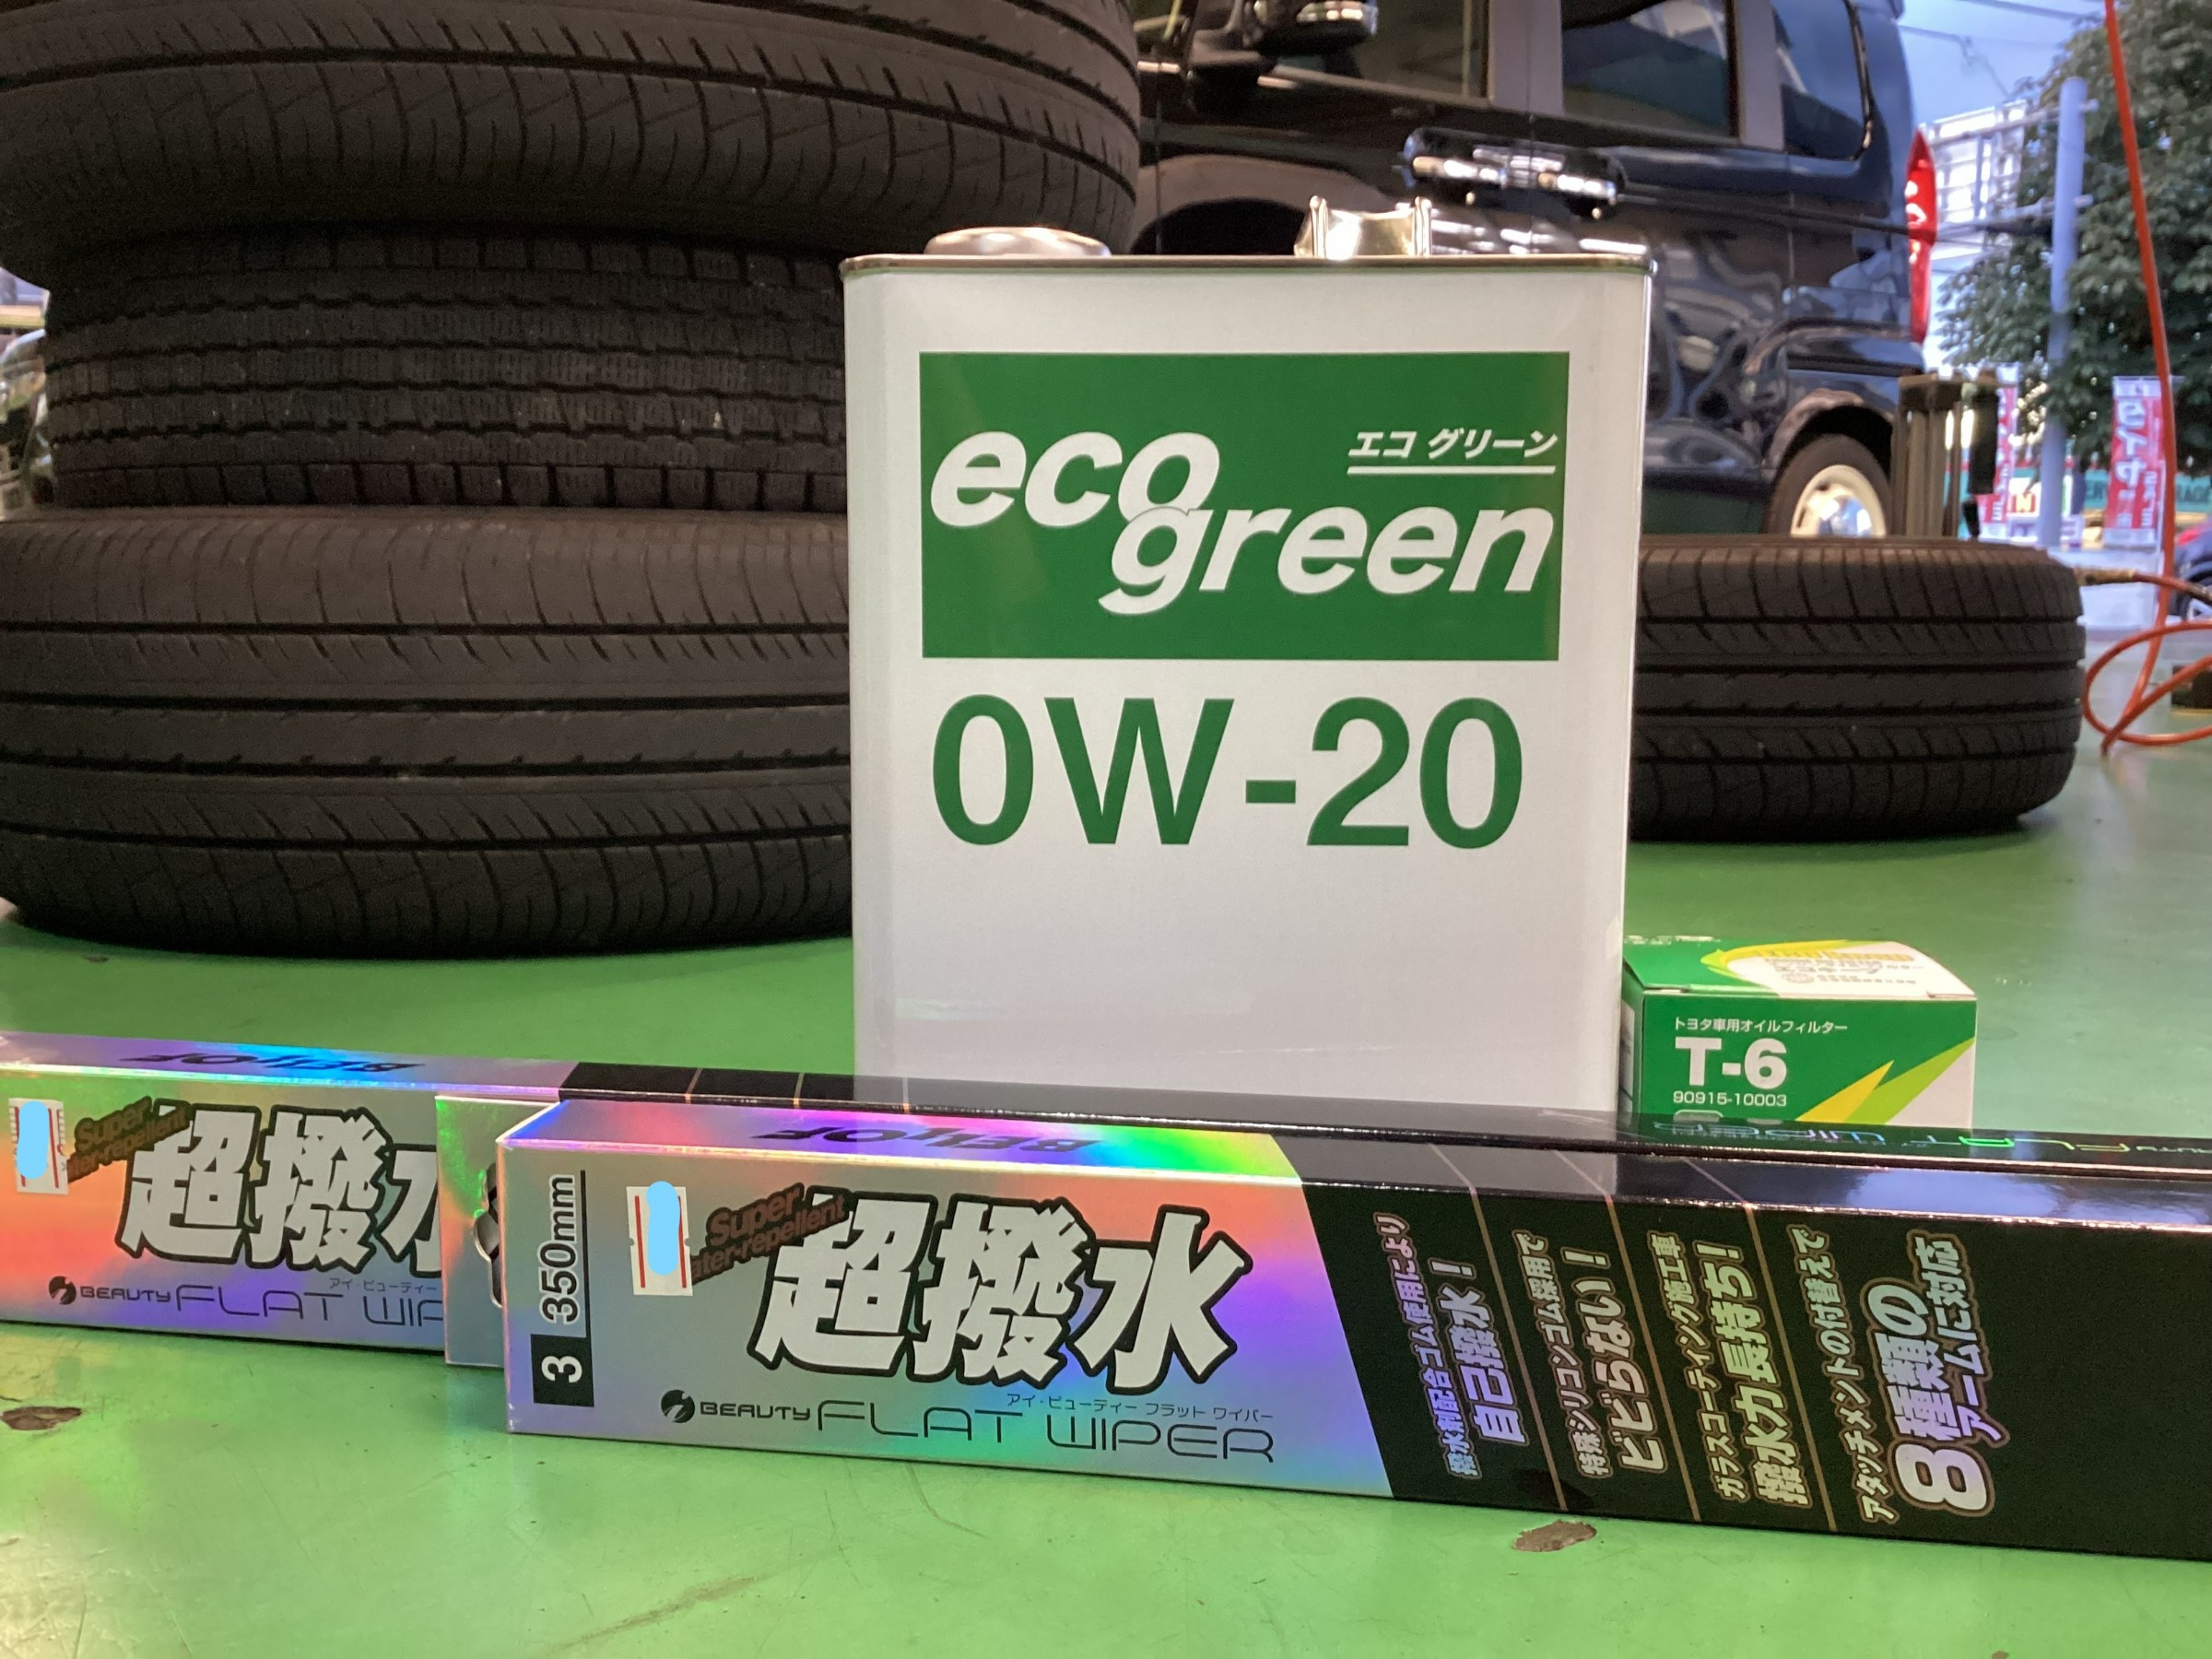 エコ グリーン
eco
green
0W-20
トヨタ車用オイルフィルター
T-6
90915-10003
超撥水
BEAUTY FLAT WIP
3 350mm
Super
超撥水
アイ・ビューティー フラット ワイパー
BEAUTY FLAT WIPER
撥水剤配合ゴム使用により
自己撥水!
特殊シリコンゴム採用で
ビビらない!
ガラスコーティング施工車
撥水力長持ち!
アタッチメントの付替えで
8種類の
アームに対応
タイヤ